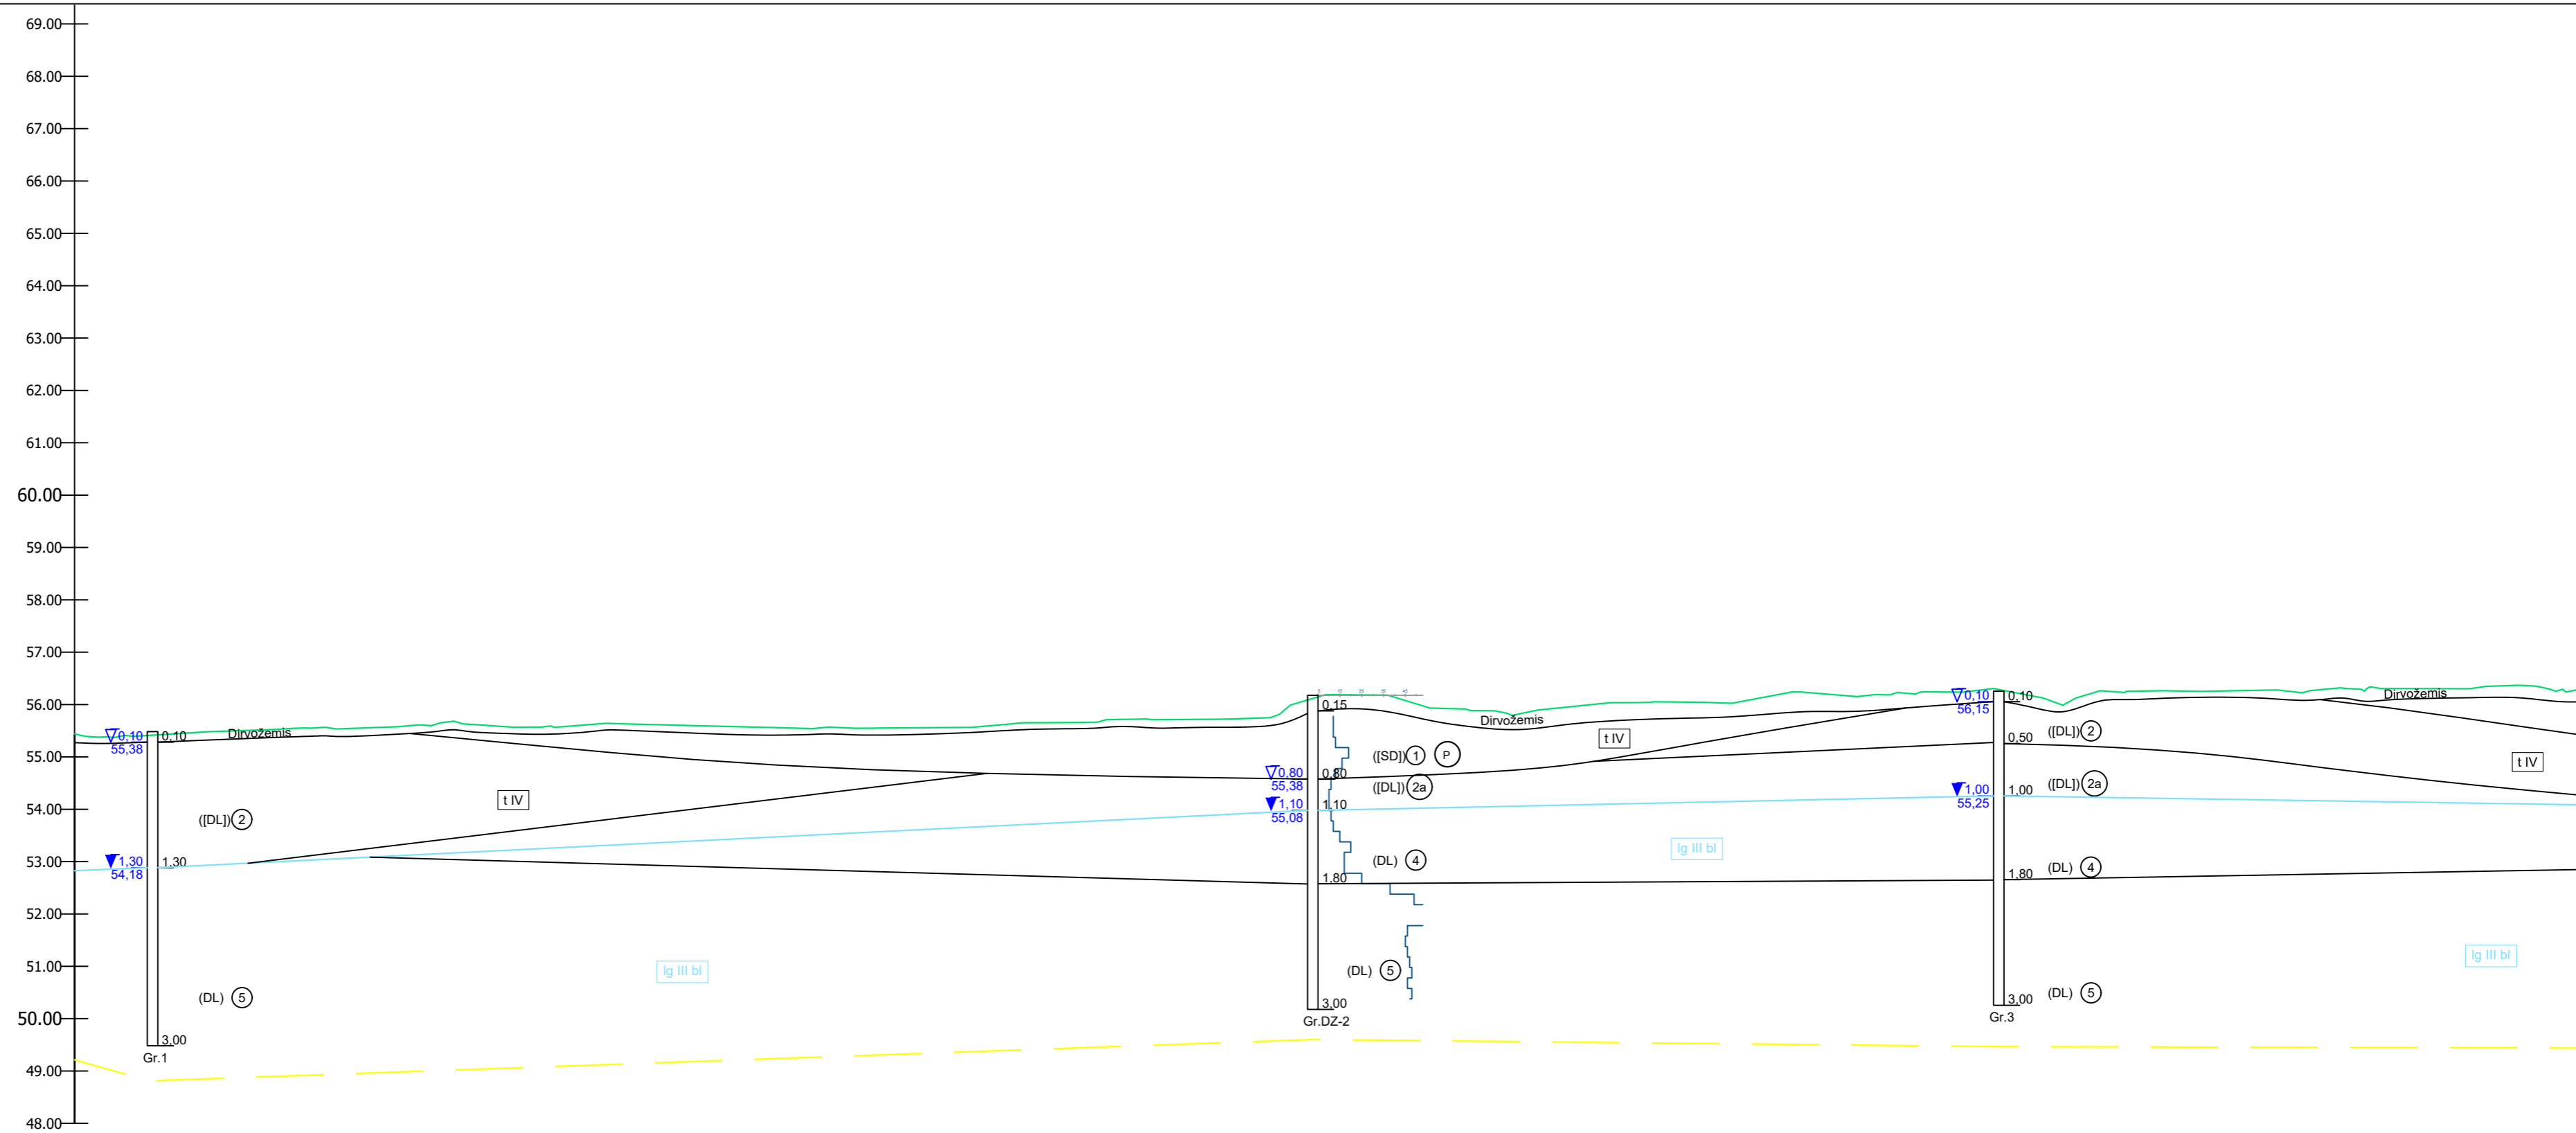 69.00
68.00
67.00
66.00
65.00
64.00
63.00
62.00
61.00
60.00
59.00
58.00
57.00
56.00
55.00
54.00
53.00
52.00
51.00
50.00
49.00
48.00
0,10
55,38
0,10
Dirvožemis
([DL]) 2
t IV
1,30
54,18
1,30
(DL) 5
lg III bl
3,00
Gr.1
0,15
([SD]) 1 P
0,80
55,38
0,80
([DL]) 2a
1,10
55,08
1,10
(DL) 4
1,80
(DL) 5
3,00
Gr.DZ-2
Dirvožemis
t IV
lg III bl
0,10
56,15
0,10
([DL]) 2
0,50
([DL]) 2a
1,00
55,25
1,00
(DL) 4
1,80
3,00
(DL) 5
Gr.3
Dirvožemis
t IV
lg III bl